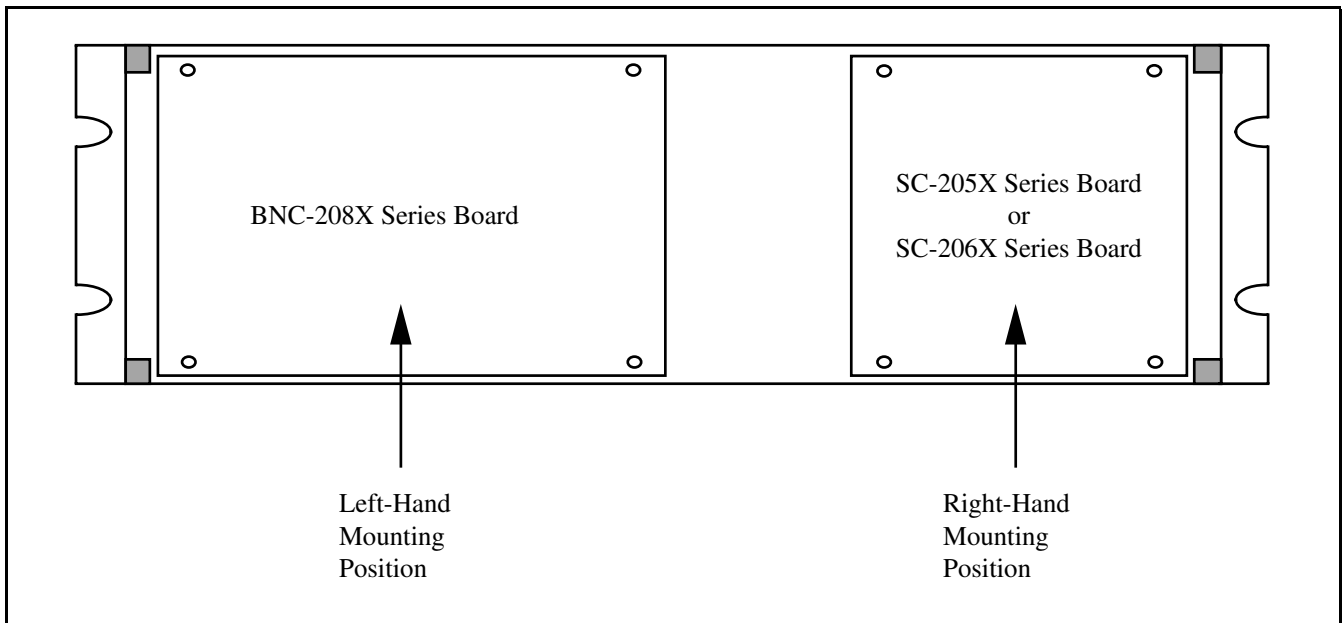 BNC-208X Series Board
SC-205X Series Board
or
SC-206X Series Board
Left-Hand
Mounting
Position
Right-Hand
Mounting
Position